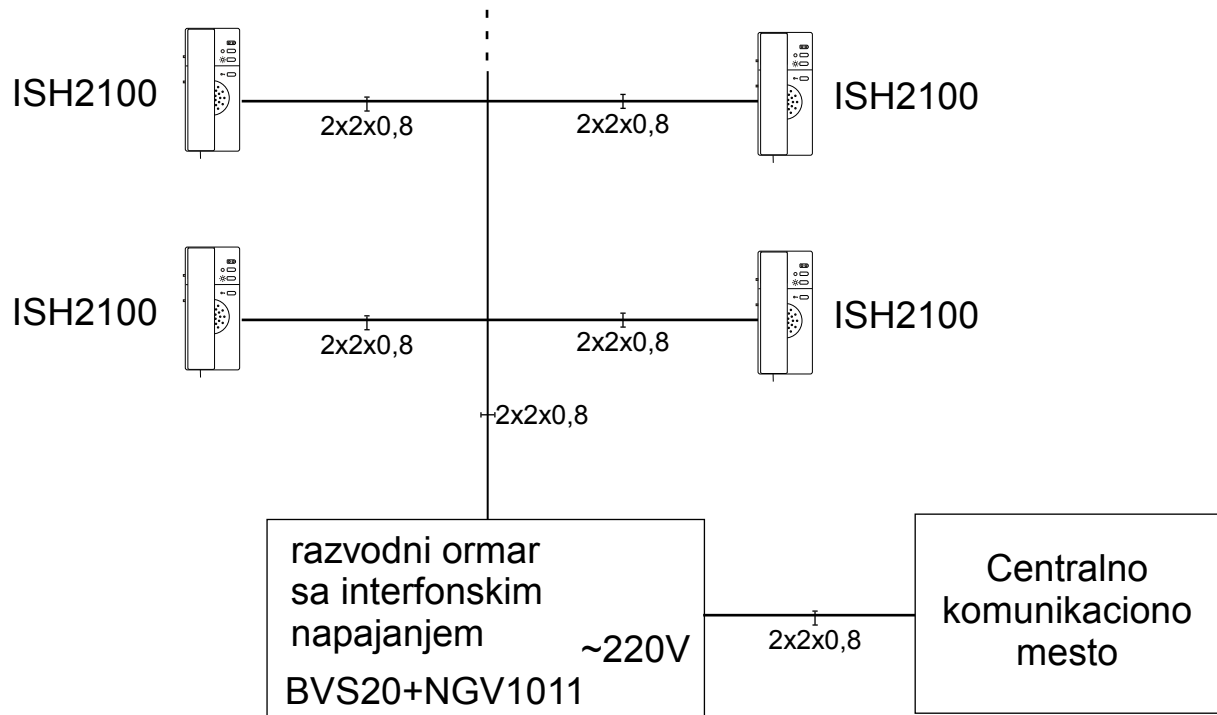 ISH2100
ISH2100
2x2x0,8
2x2x0,8
ISH2100
ISH2100
2x2x0,8
2x2x0,8
2x2x0,8
razvodni ormar
sa interfonskim
napajanjem
~220V
BVS20+NGV1011
2x2x0,8
Centralno
komunikaciono
mesto